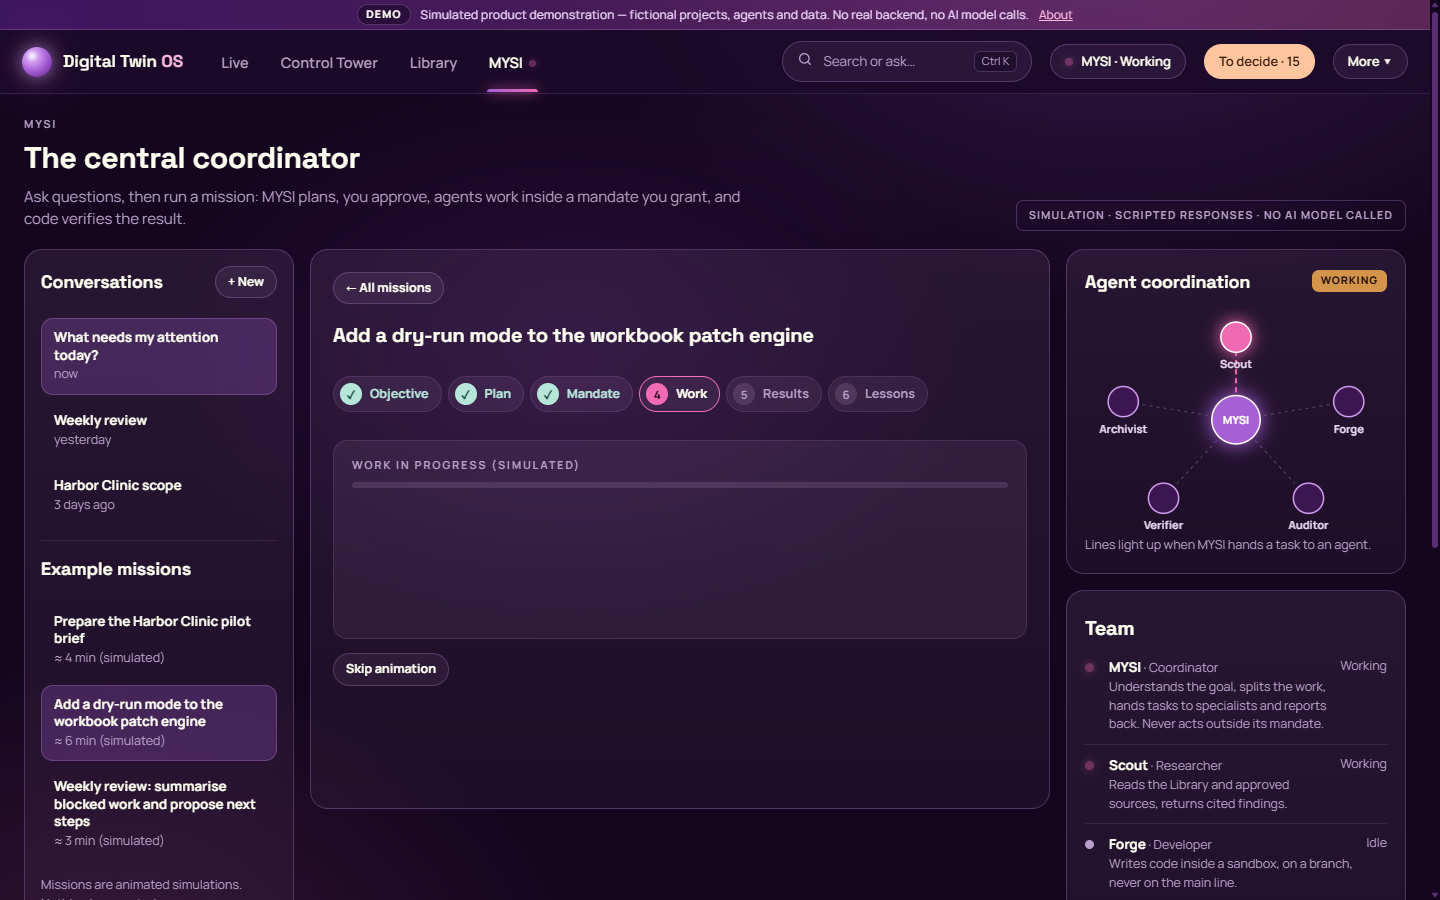 DEMO Simulated product demonstration — fictional projects, agents and data. No real backend, no AI model calls. About
Digital Twin OS
Live
Control Tower
Library
MYSI
Search or ask...
Ctrl K
MYSI · Working
To decide · 15
More ▾
MYSI
The central coordinator
Ask questions, then run a mission: MYSI plans, you approve, agents work inside a mandate you grant, and
code verifies the result.
SIMULATION · SCRIPTED RESPONSES · NO AI MODEL CALLED
Conversations
+ New
What needs my attention
today?
now
Weekly review
yesterday
Harbor Clinic scope
3 days ago
Example missions
Prepare the Harbor Clinic pilot
brief
≈ 4 min (simulated)
Add a dry-run mode to the
workbook patch engine
≈ 6 min (simulated)
Weekly review: summarise
blocked work and propose next
steps
≈ 3 min (simulated)
Missions are animated simulations.
← All missions
Add a dry-run mode to the workbook patch engine
✓ Objective
✓ Plan
✓ Mandate
4 Work
5 Results
6 Lessons
WORK IN PROGRESS (SIMULATED)
Skip animation
Agent coordination
WORKING
Scout
Archivist
MYSI
Forge
Verifier
Auditor
Lines light up when MYSI hands a task to an agent.
Team
MYSI · Coordinator
Working
Understands the goal, splits the work,
hands tasks to specialists and reports
back. Never acts outside its mandate.
Scout · Researcher
Working
Reads the Library and approved
sources, returns cited findings.
Forge · Developer
Idle
Writes code inside a sandbox, on a branch,
never on the main line.